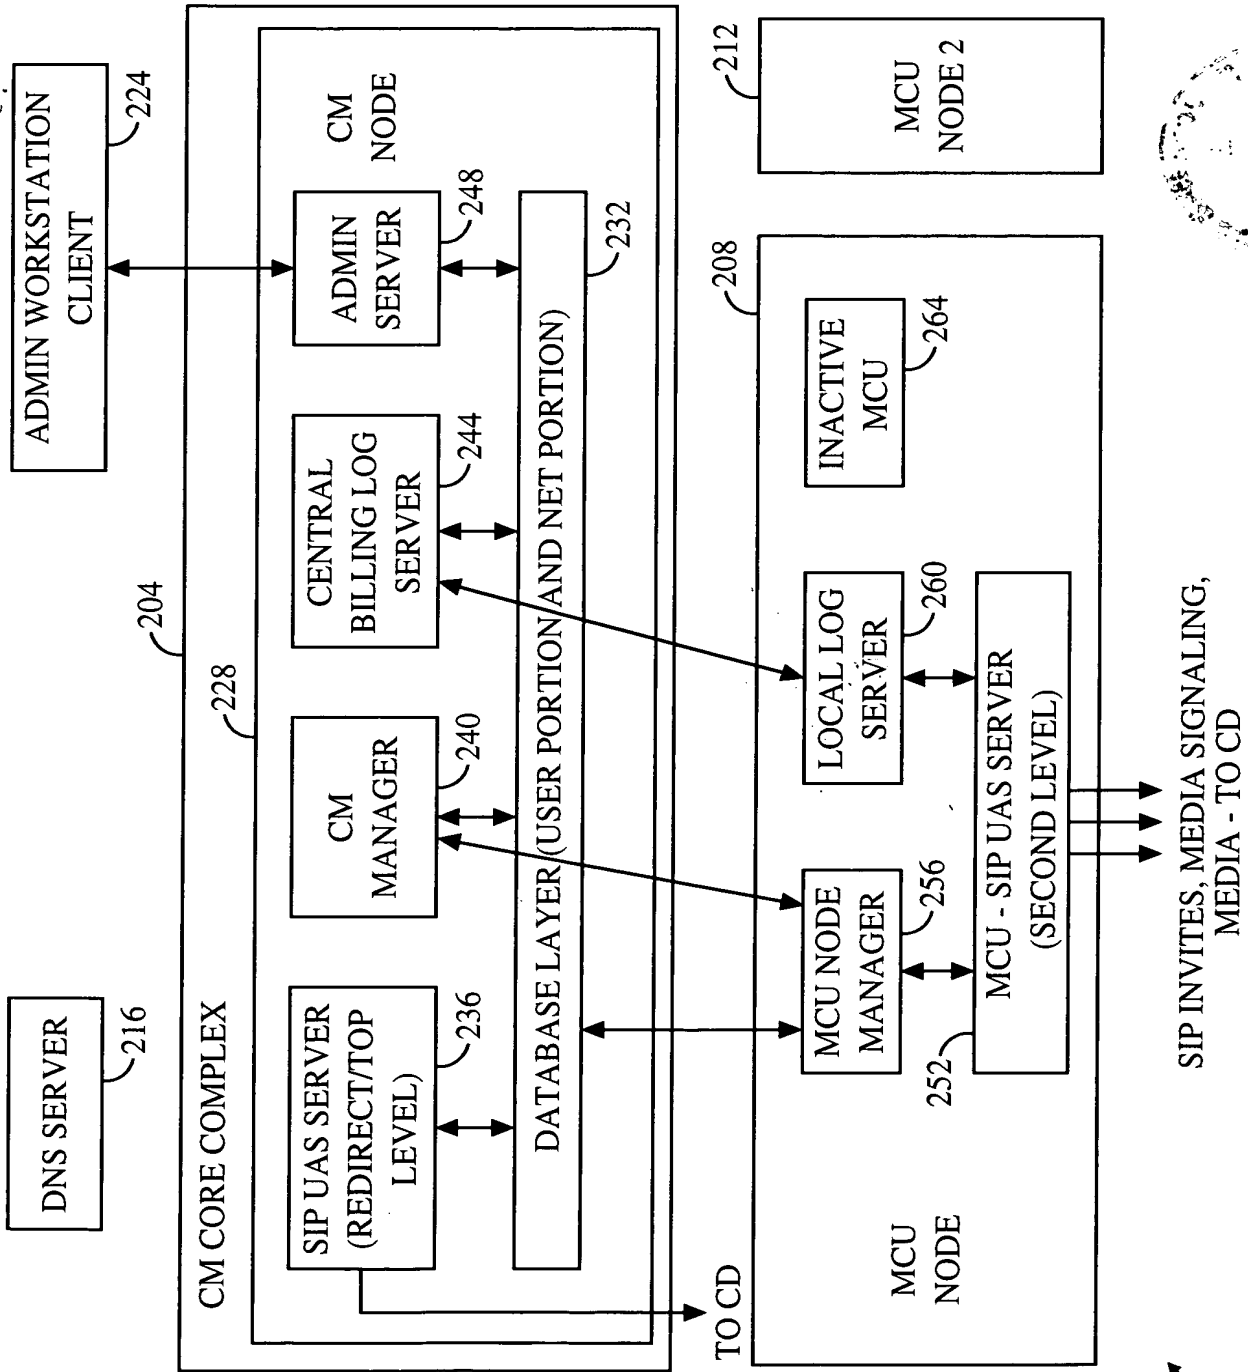 DNS SERVER
216
ADMIN WORKSTATION
CLIENT
224
204
CM CORE COMPLEX
228
SIP UAS SERVER
(REDIRECT/TOP
LEVEL)
236
CM
MANAGER
240
CENTRAL
BILLING LOG
SERVER
244
ADMIN
SERVER
248
CM
NODE
DATABASE LAYER (USER PORTION AND NET PORTION)
232
TO CD
208
212
MCU
NODE 2
MCU NODE
MANAGER
256
LOCAL LOG
SERVER
260
INACTIVE
MCU
264
MCU
NODE
252
MCU - SIP UAS SERVER
(SECOND LEVEL)
SIP INVITES, MEDIA SIGNALING,
MEDIA - TO CD